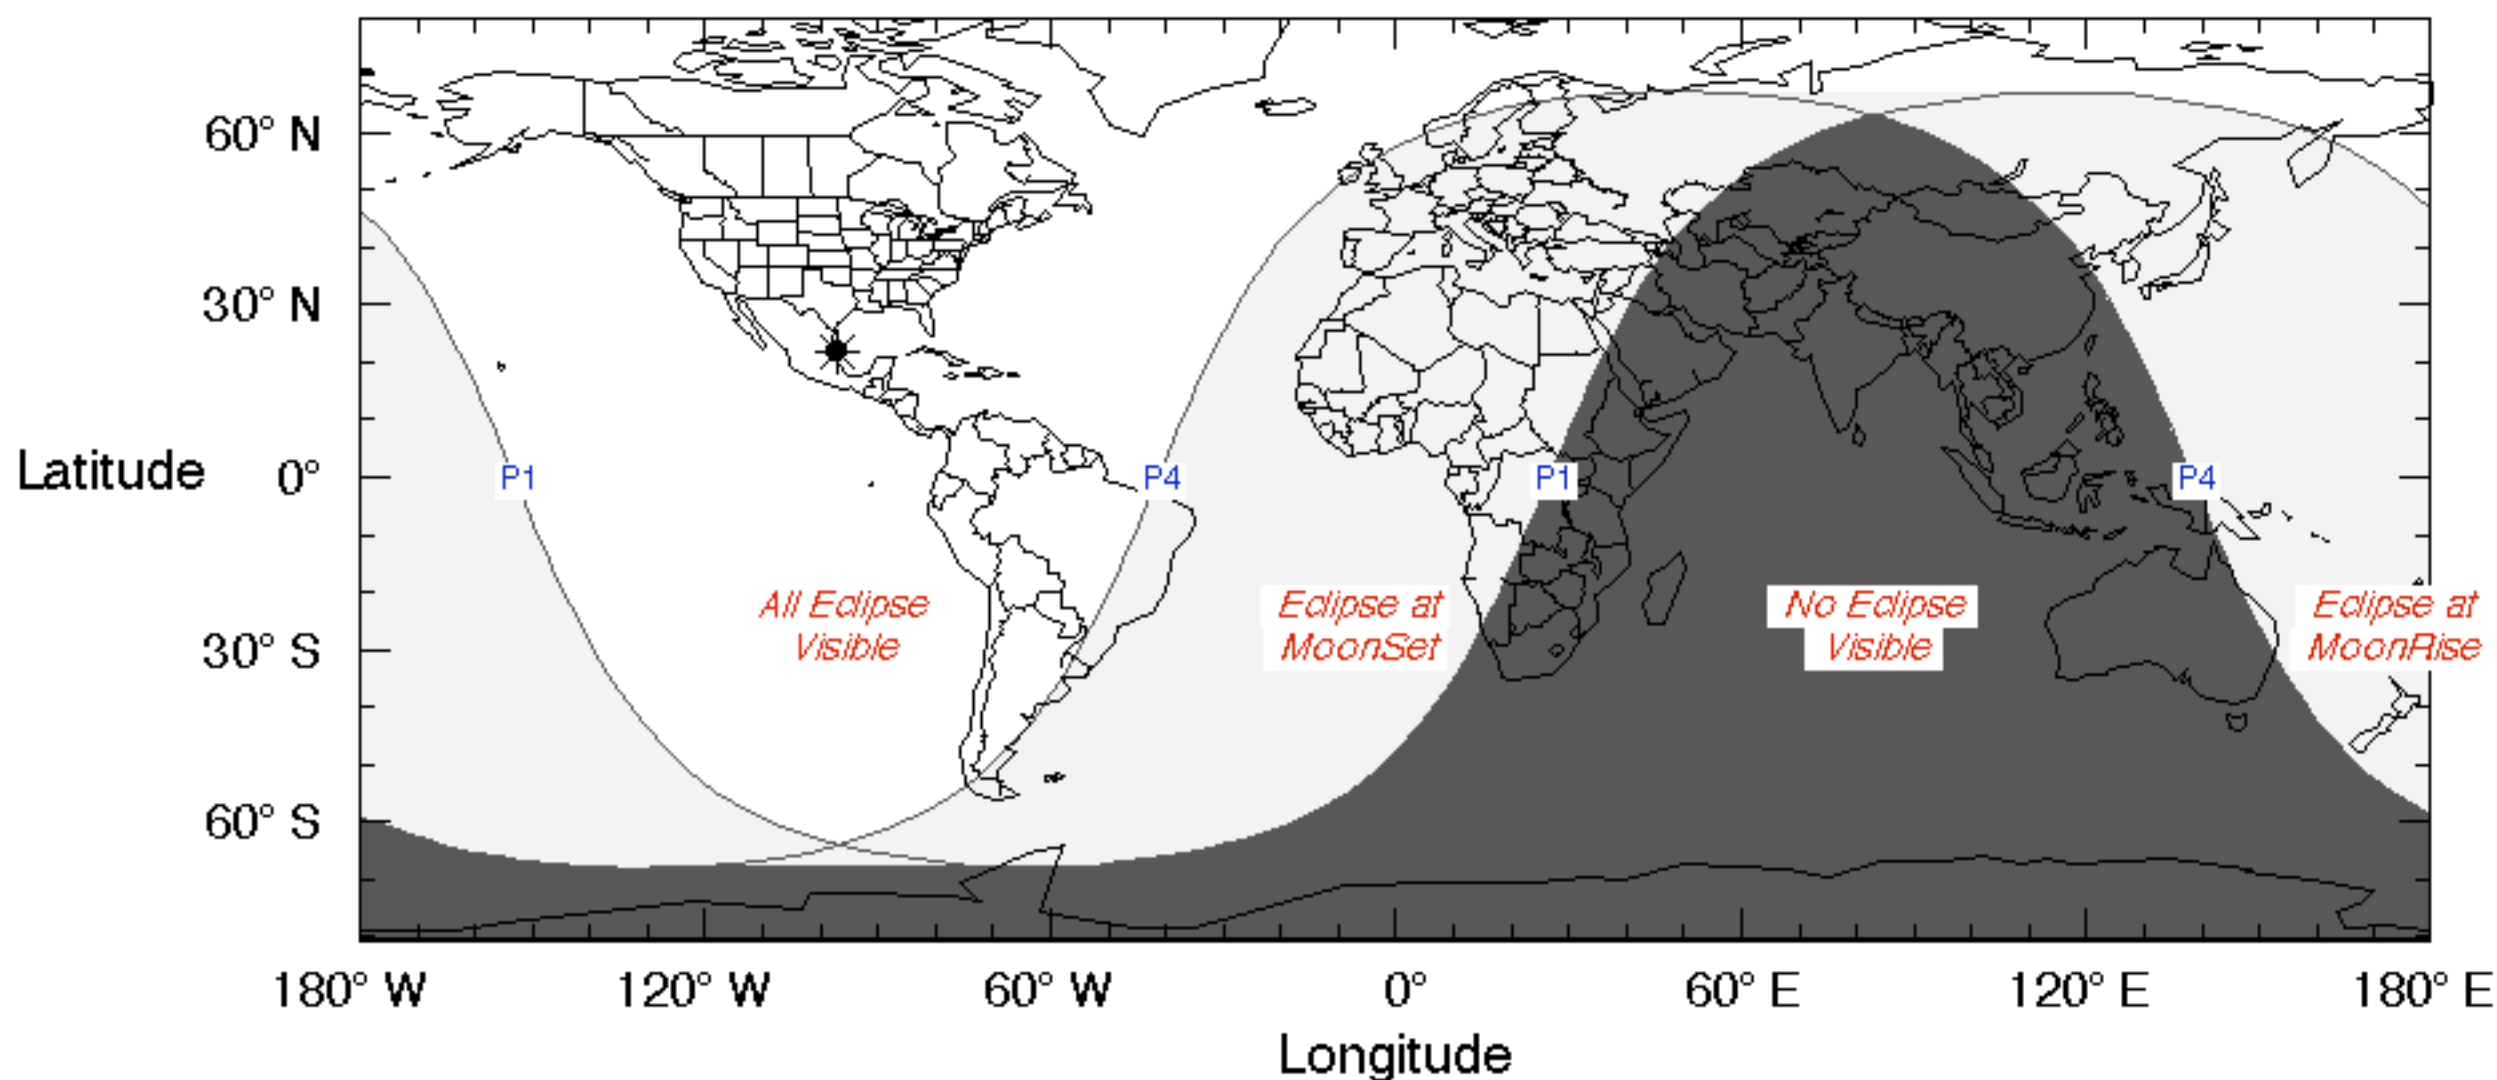 60° N
30° N
Latitude 0°
P1 P4 P1 P4
All Eclipse
Visible
Eclipse at
MoonSet
No Eclipse
Visible
Eclipse at
MoonRise
30° S
60° S
180° W 120° W 60° W 0° 60° E 120° E 180° E
Longitude